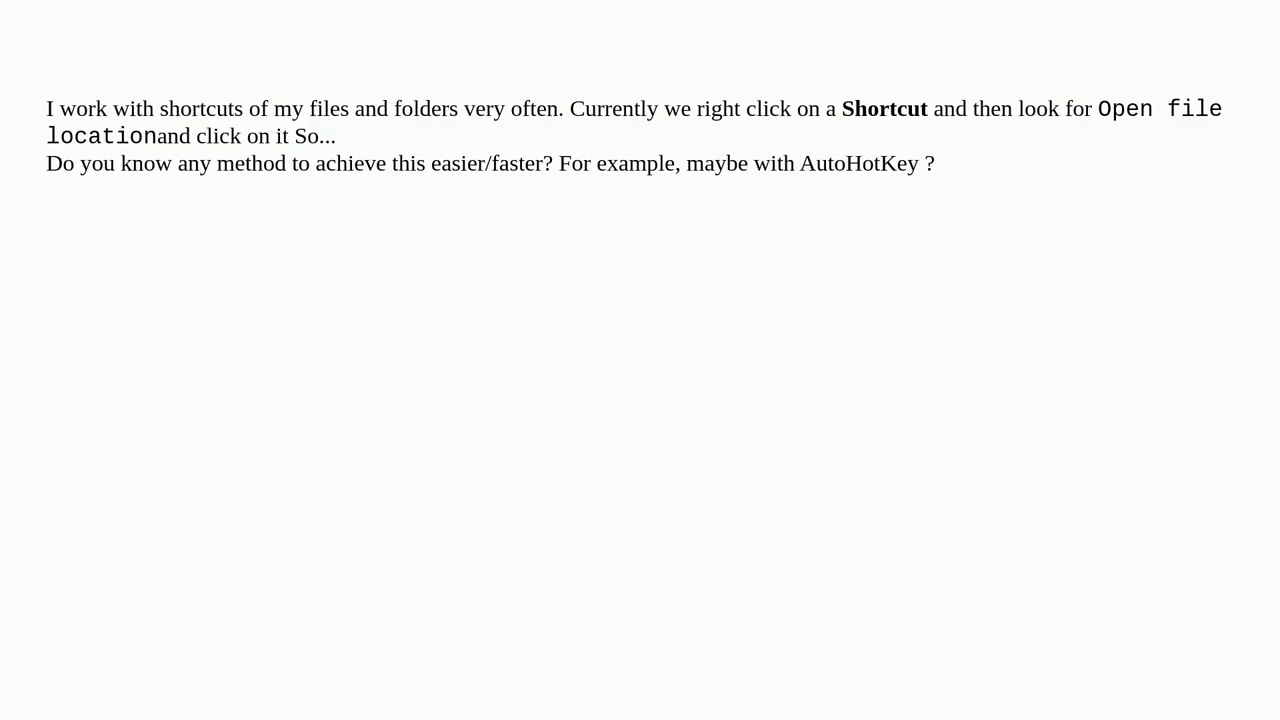 I work with shortcuts of my files and folders very often. Currently we right click on a Shortcut and then look for Open file
locationand click on it So...
Do you know any method to achieve this easier/faster? For example, maybe with AutoHotKey ?